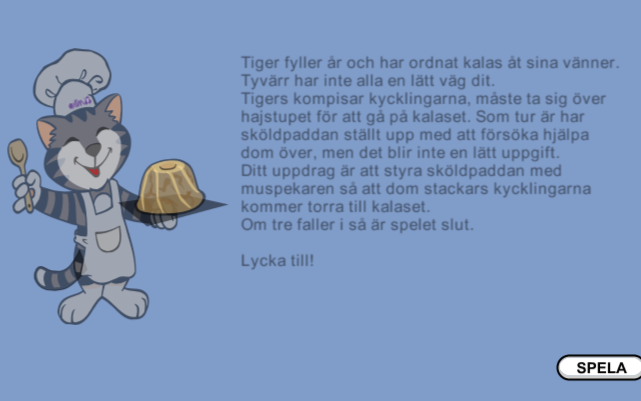 Tiger fyller år och har ordnat kalas åt sina vänner.
Tyvärr har inte alla en lätt väg dit.
Tigers kompisar kycklingarna, måste ta sig över
hajstupet för att gå på kalaset. Som tur är har
sköldpaddan ställt upp med att försöka hjälpa
dom över, men det blir inte en lätt uppgift.
Ditt uppdrag är att styra sköldpaddan med
muspekaren så att dom stackars kycklingarna
kommer torra till kalaset.
Om tre faller i så är spelet slut.
Lycka till!
SPELA